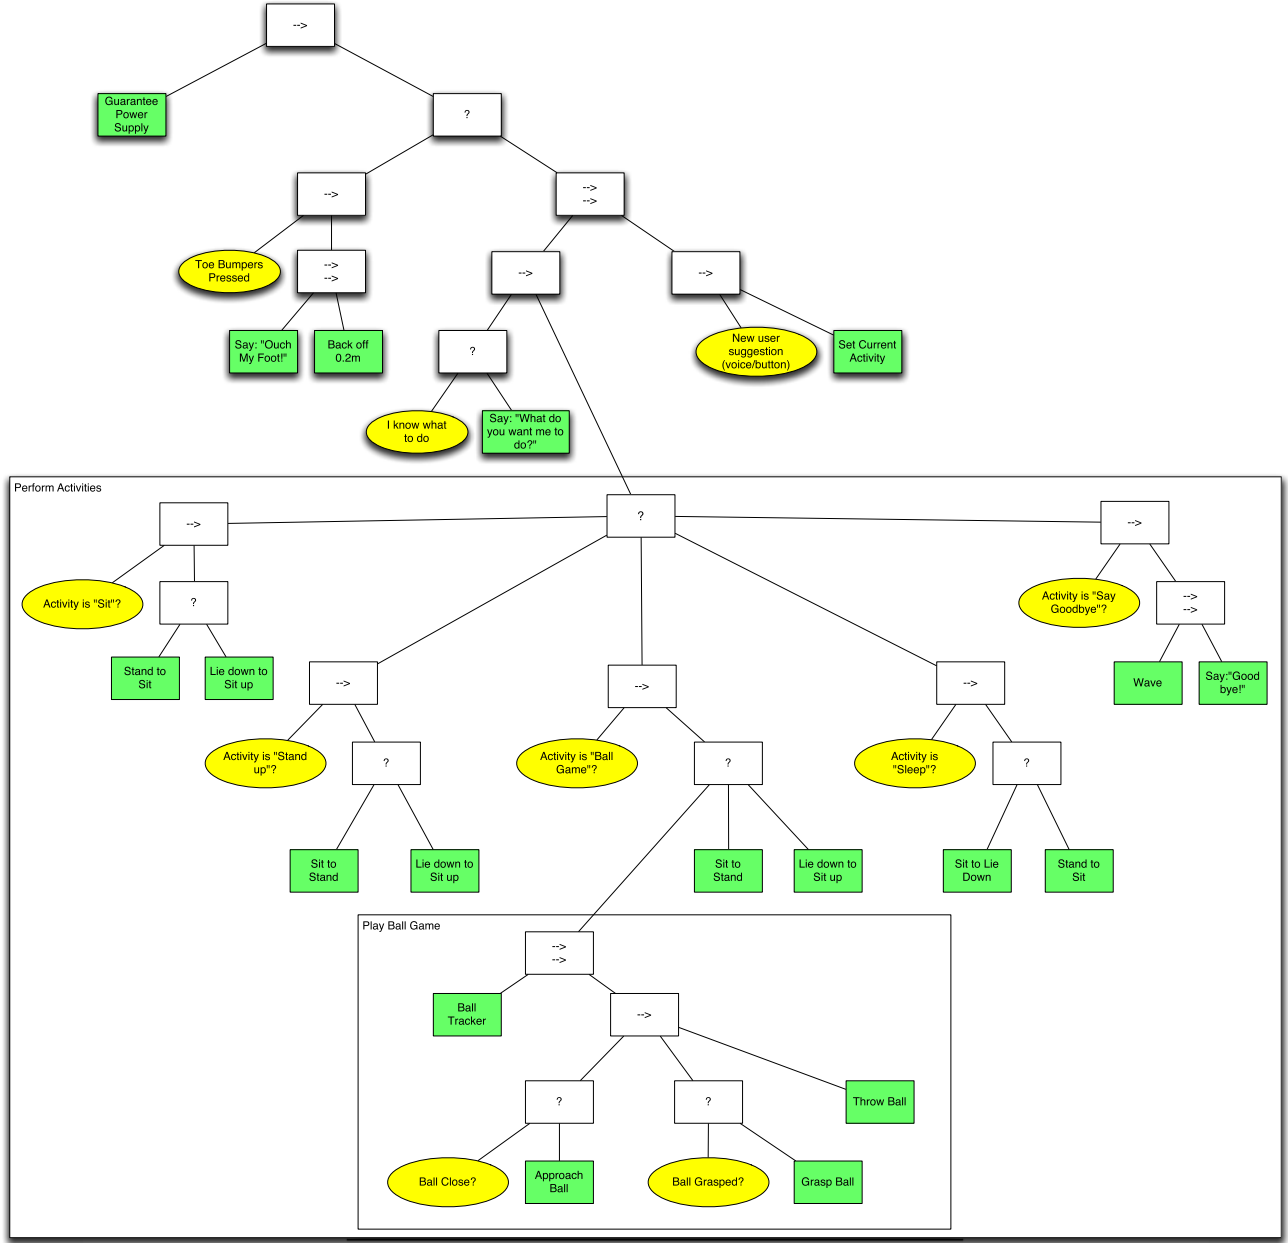 -->
Guarantee
Power
Supply
?
-->
-->
-->
Toe Bumpers
Pressed
-->
-->
-->
-->
Say: "Ouch
My Foot!"
Back off
0.2m
?
New user
suggestion
(voice/button)
Set Current
Activity
I know what
to do
Say: "What do
you want me to
do?"
Perform Activities
-->
?
-->
Activity is "Sit"?
?
Activity is "Say
Goodbye"?
-->
-->
Stand to
Sit
Lie down to
Sit up
-->
-->
-->
Wave
Say:"Good
bye!"
Activity is "Stand
up"?
?
Activity is "Ball
Game"?
?
Activity is
"Sleep"?
?
Sit to
Stand
Lie down to
Sit up
Sit to
Stand
Lie down to
Sit up
Sit to Lie
Down
Stand to
Sit
Play Ball Game
-->
-->
Ball
Tracker
-->
?
?
Throw Ball
Ball Close?
Approach
Ball
Ball Grasped?
Grasp Ball